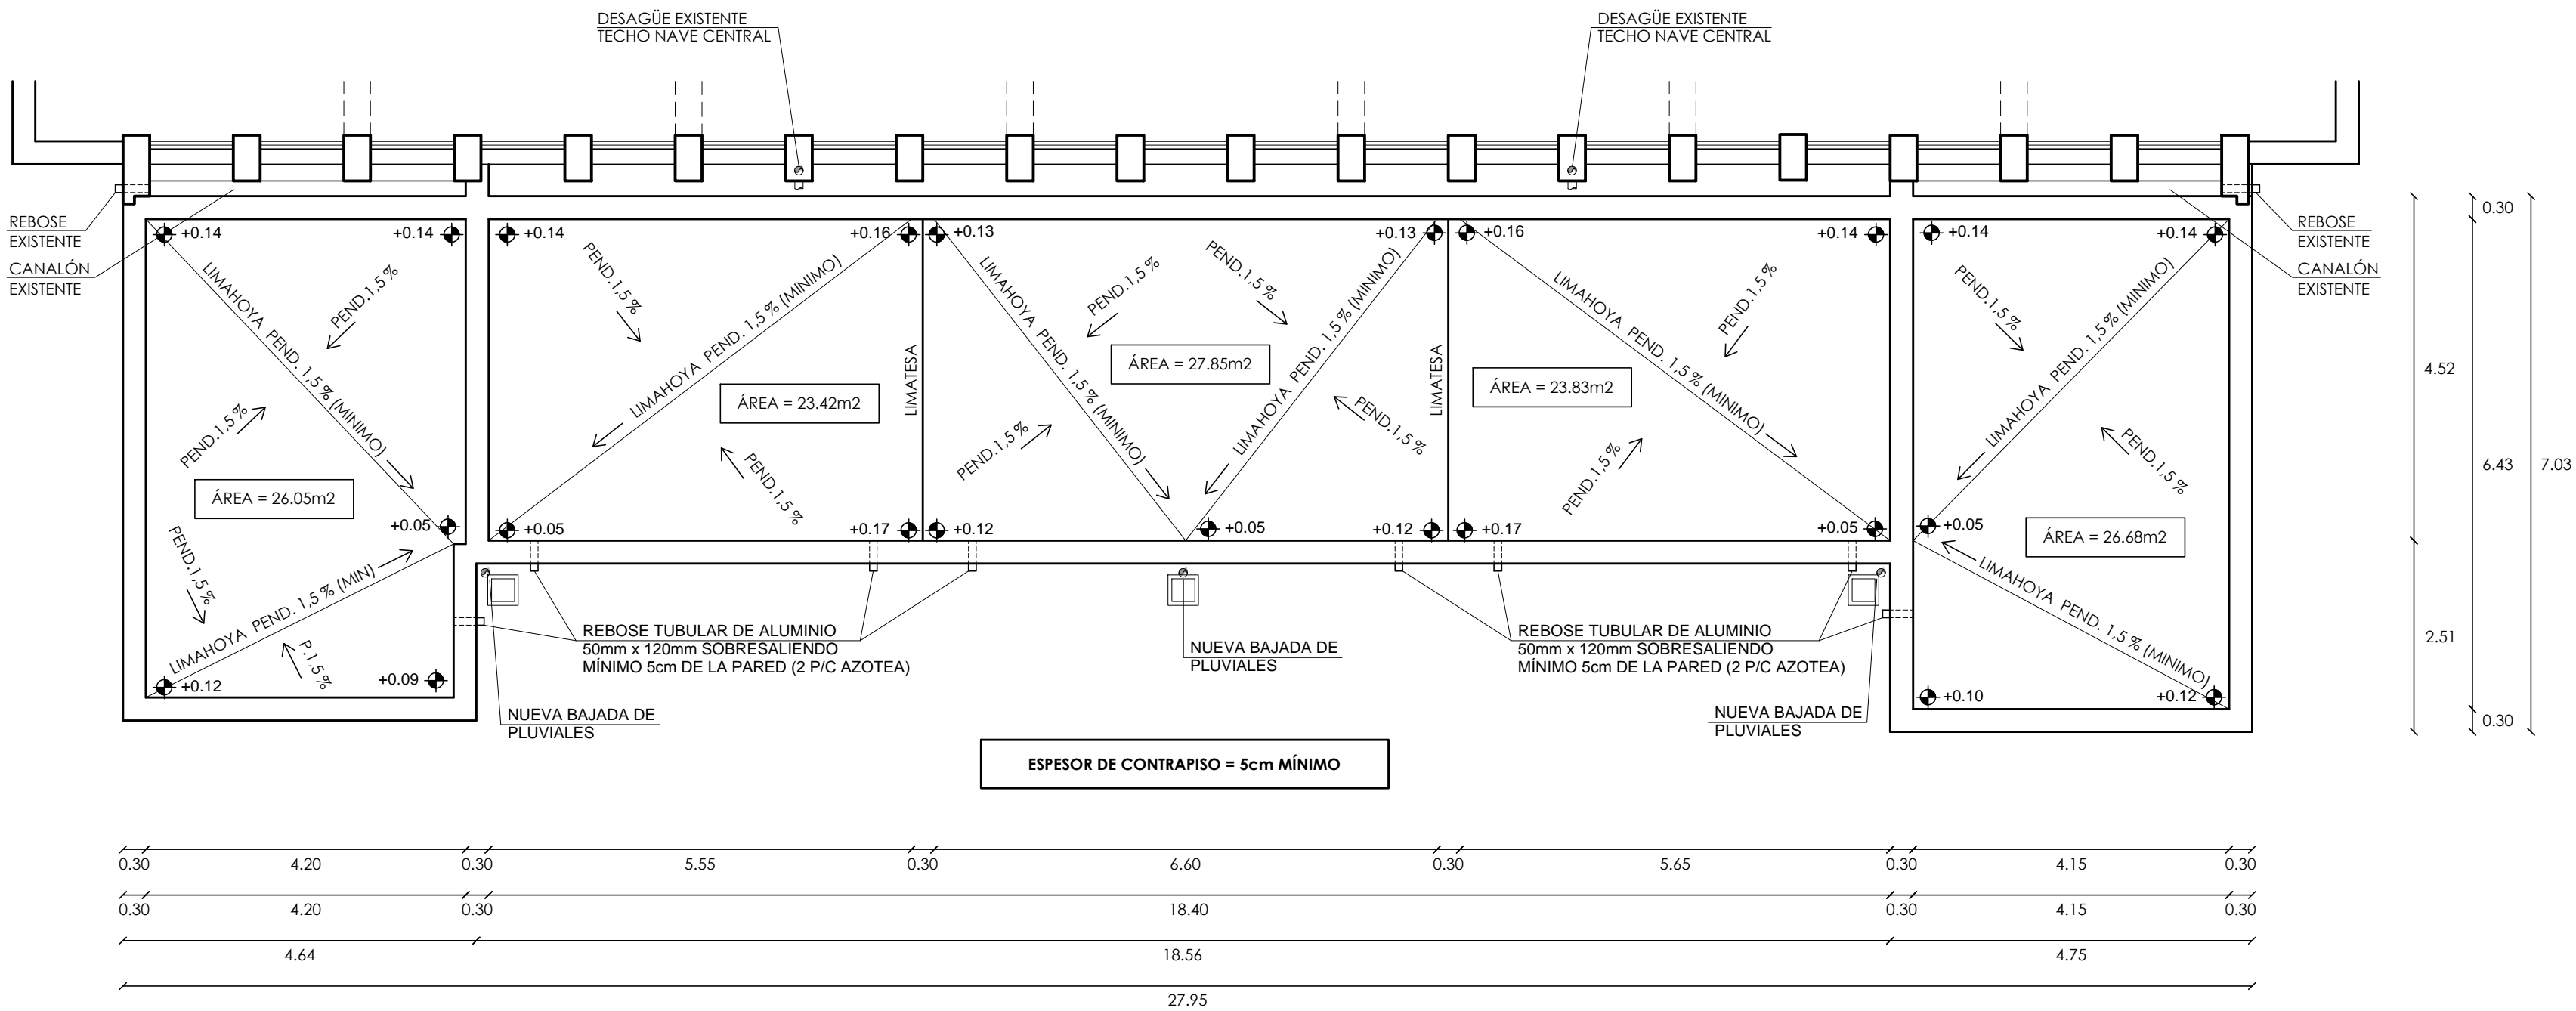 DESAGÜE EXISTENTE
TECHO NAVE CENTRAL
DESAGÜE EXISTENTE
TECHO NAVE CENTRAL
REBOSE
EXISTENTE
CANALÓN
EXISTENTE
REBOSE
EXISTENTE
CANALÓN
EXISTENTE
+0.14
+0.14
+0.14
+0.16
+0.13
+0.13
+0.16
+0.14
+0.14
+0.14
LIMAHOYA PEND. 1,5 % (MINIMO)
PEND.1,5 %
PEND.1,5 %
ÁREA = 26.05m2
PEND.1,5 %
+0.05
LIMAHOYA PEND. 1,5 % (MIN)
P.1,5 %
+0.12
+0.09
PEND.1,5 %
LIMAHOYA PEND. 1,5 % (MINIMO)
ÁREA = 23.42m2
PEND.1,5 %
+0.05
+0.17
LIMATESA
LIMAHOYA PEND. 1,5 % (MINIMO)
PEND.1,5 %
PEND.1,5 %
LIMAHOYA PEND. 1,5 % (MINIMO)
ÁREA = 27.85m2
PEND.1,5 %
PEND.1,5 %
+0.12
+0.05
+0.12
LIMATESA
LIMAHOYA PEND. 1,5 % (MINIMO)
PEND.1,5 %
ÁREA = 23.83m2
PEND.1,5 %
+0.17
+0.05
PEND.1,5 %
LIMAHOYA PEND. 1,5 % (MINIMO)
PEND.1,5 %
+0.05
ÁREA = 26.68m2
LIMAHOYA PEND. 1,5 % (MINIMO)
+0.10
+0.12
REBOSE TUBULAR DE ALUMINIO
50mm x 120mm SOBRESALIENDO
MÍNIMO 5cm DE LA PARED (2 P/C AZOTEA)
NUEVA BAJADA DE
PLUVIALES
REBOSE TUBULAR DE ALUMINIO
50mm x 120mm SOBRESALIENDO
MÍNIMO 5cm DE LA PARED (2 P/C AZOTEA)
NUEVA BAJADA DE
PLUVIALES
NUEVA BAJADA DE
PLUVIALES
ESPESOR DE CONTRAPISO = 5cm MÍNIMO
0.30
4.52
6.43
7.03
2.51
0.30
0.30 4.20 0.30 5.55 0.30 6.60 0.30 5.65 0.30 4.15 0.30
0.30 4.20 0.30 18.40 0.30 4.15 0.30
4.64 18.56 4.75
27.95